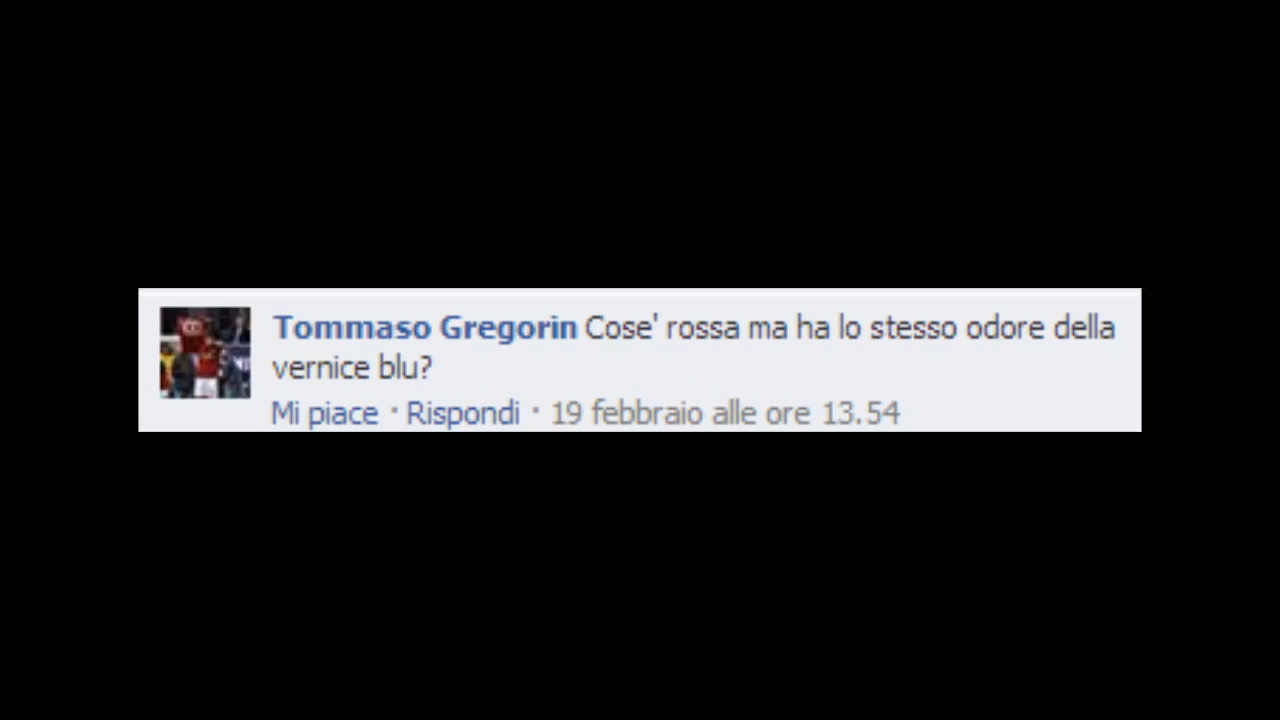 Tommaso Gregorin Cose' rossa ma ha lo stesso odore della
vernice blu?
Mi piace · Rispondi · 19 febbraio alle ore 13.54